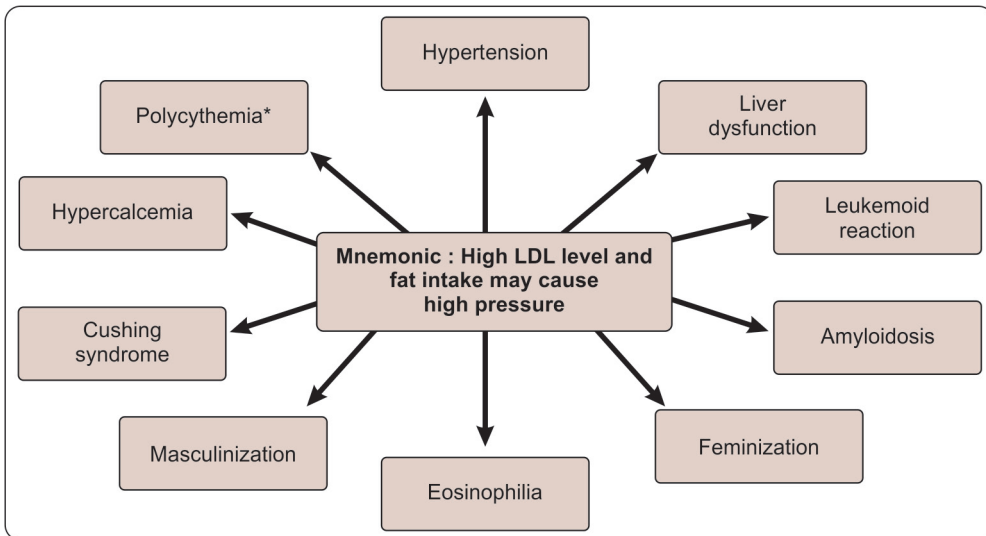 Hypertension
Polycythemia*
Liver
dysfunction
Hypercalcemia
Leukemoid
reaction
Mnemonic : High LDL level and
fat intake may cause
high pressure
Cushing
syndrome
Amyloidosis
Masculinization
Feminization
Eosinophilia